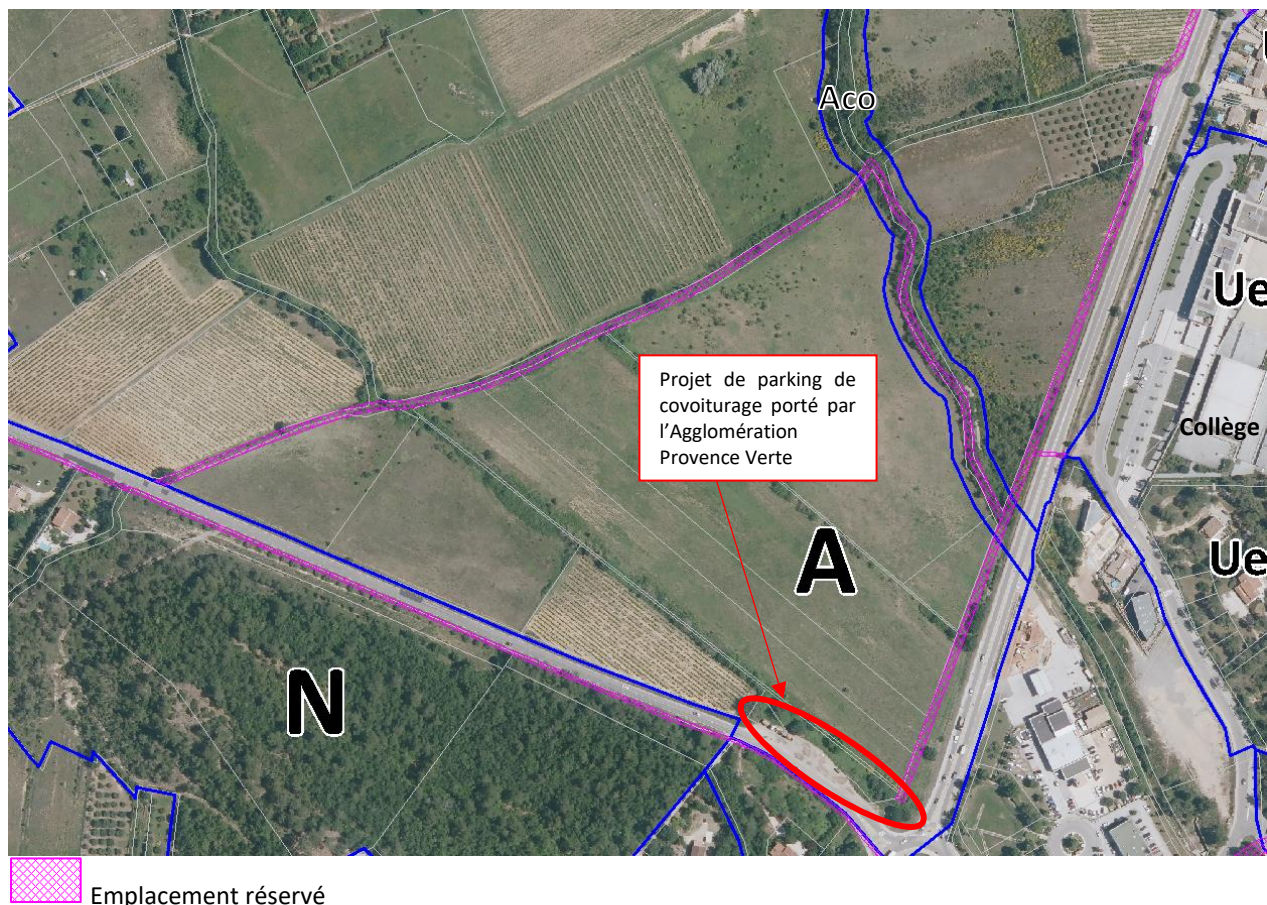 Aco
Ue
Projet de parking de
covoiturage porté par
l'Agglomération
Provence Verte
Collège
A
Ue
N
Emplacement réservé